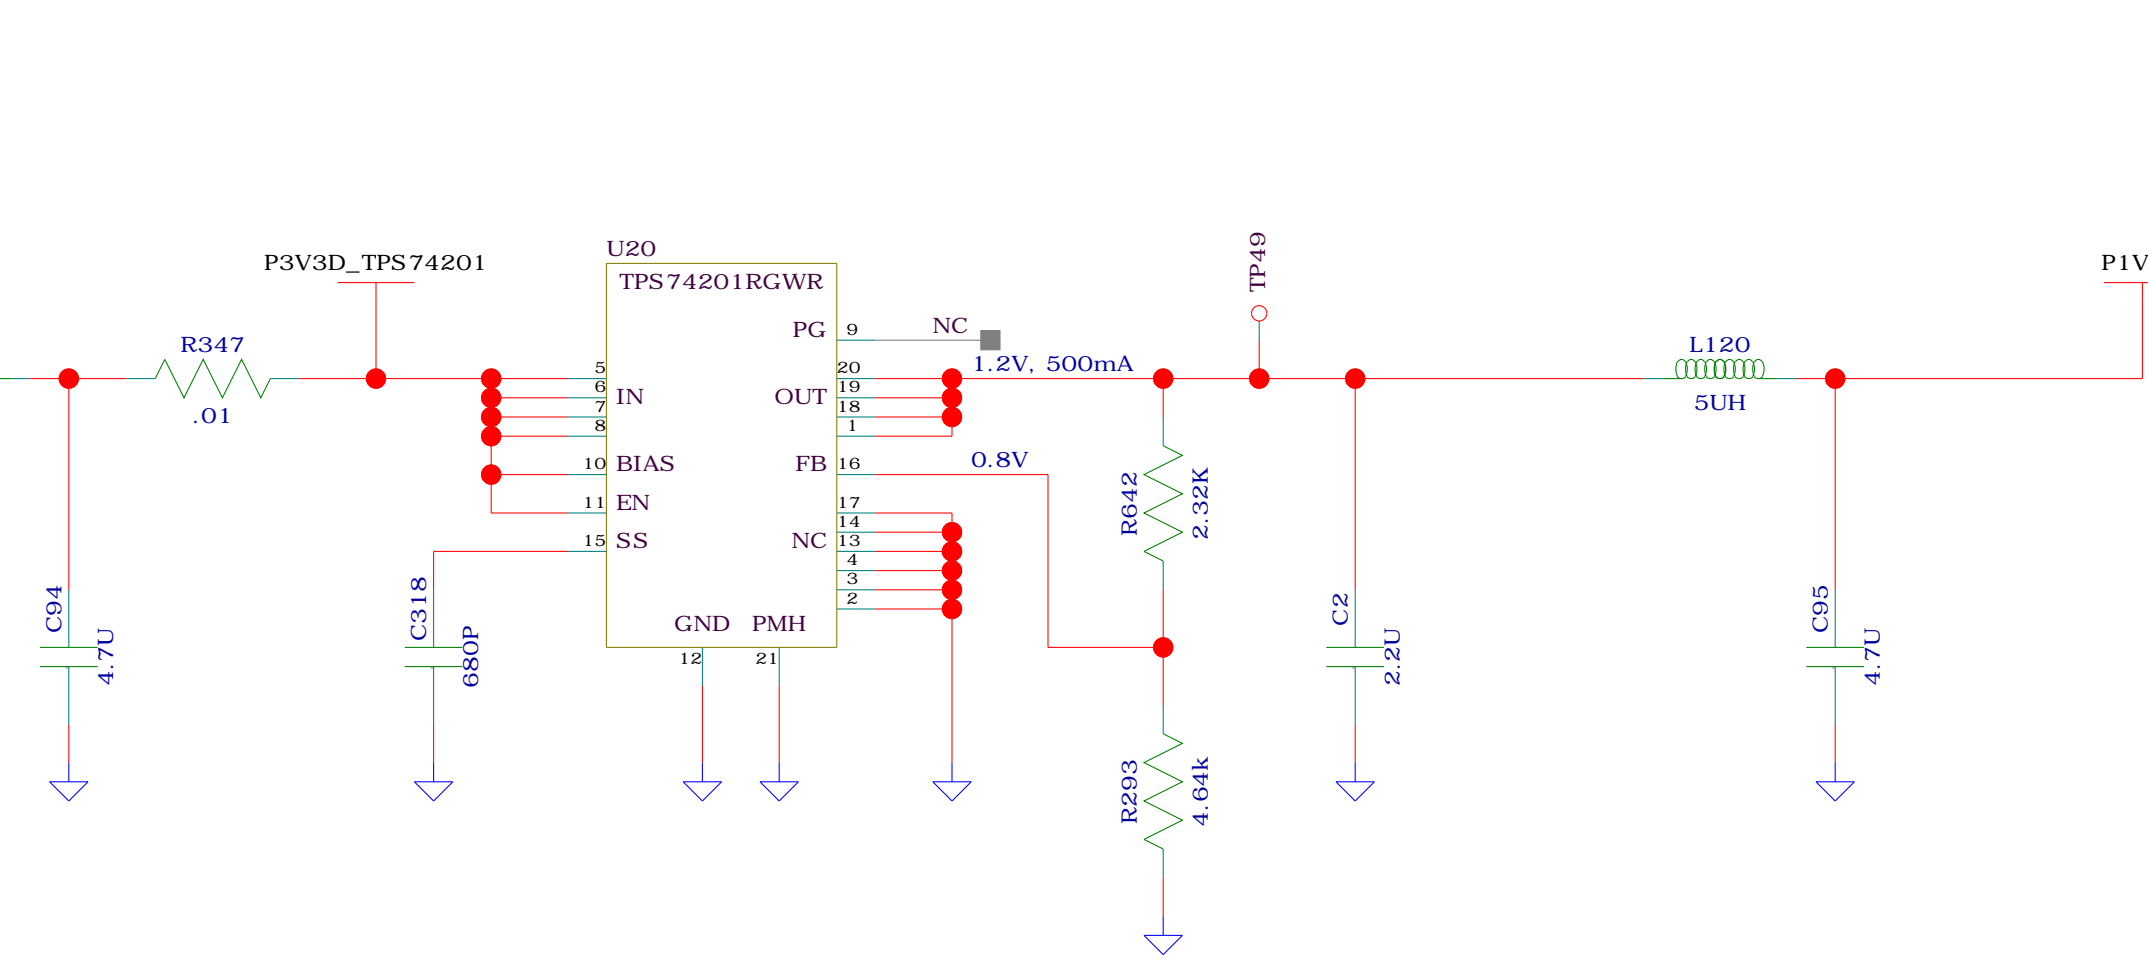 U20
P3V3D_TPS74201
TPS74201RGWR
TP49
P1V
R347
.01
PG 9 NC
1.2V, 500mA
L120
5UH
5
6
7
8
IN
OUT
20
19
18
1
10 BIAS
FB 16
0.8V
11 EN
15 SS
NC
17
14
13
4
3
2
R642
2.32K
C94
4.7U
C318
680P
GND PMH
12
21
C2
2.2U
C95
4.7U
R293
4.64k